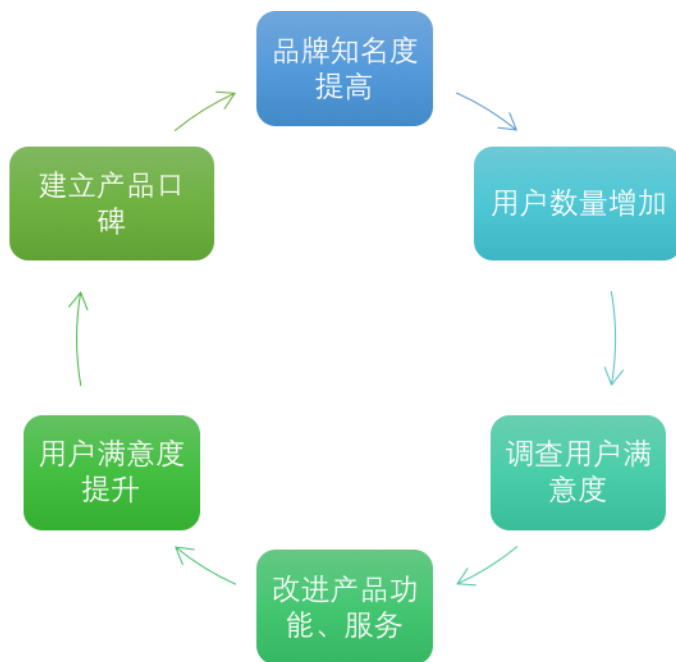 品牌知名度
提高
用户数量增加
调查用户满
意度
改进产品功
能、服务
用户满意度
提升
建立产品口
碑